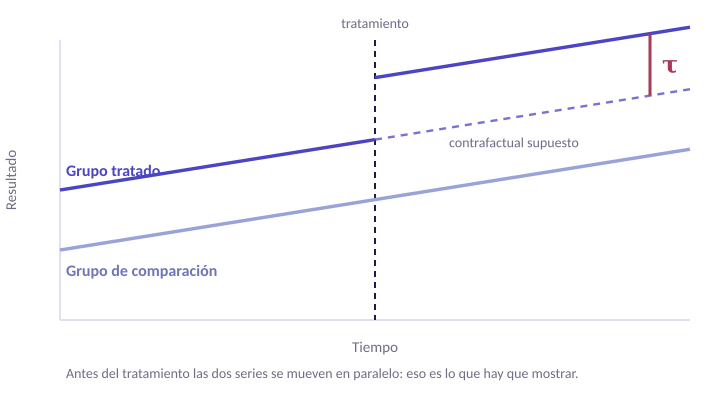 tratamiento
τ
contrafactual supuesto
Grupo tratado
Resultado
Grupo de comparación
Tiempo
Antes del tratamiento las dos series se mueven en paralelo: eso es lo que hay que mostrar.